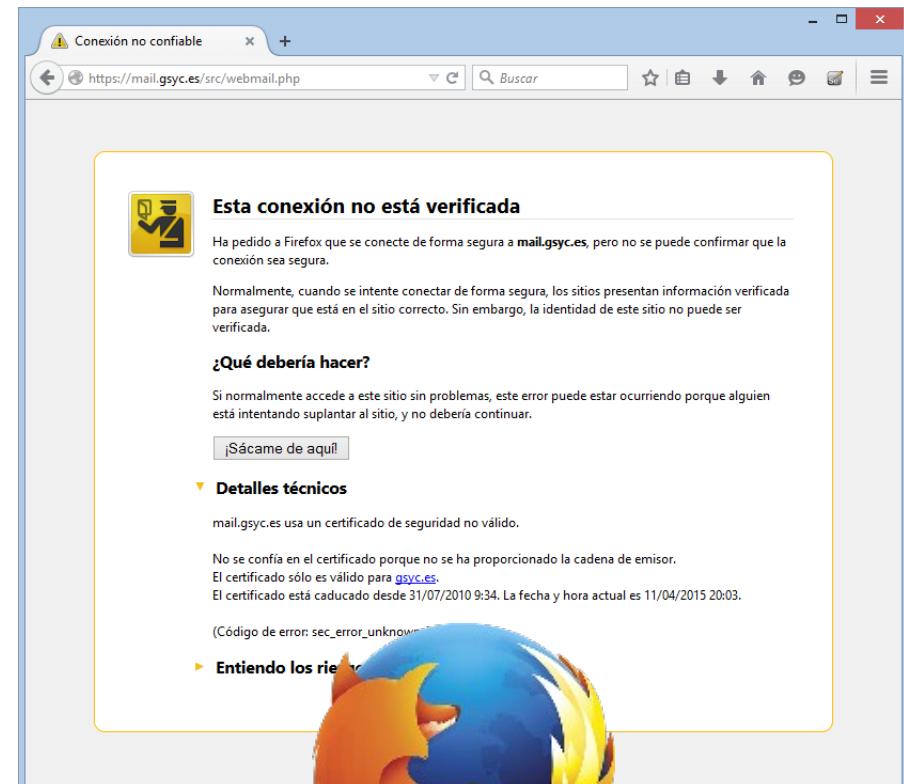 Conexión no confiable
https://mail.gsyc.es/src/webmail.php
Buscar
Esta conexión no está verificada
Ha pedido a Firefox que se conecte de forma segura a mail.gsyc.es, pero no se puede confirmar que la
conexión sea segura.
Normalmente, cuando se intente conectar de forma segura, los sitios presentan información verificada
para asegurar que está en el sitio correcto. Sin embargo, la identidad de este sitio no puede ser
verificada.
¿Qué debería hacer?
Si normalmente accede a este sitio sin problemas, este error puede estar ocurriendo porque alguien
está intentando suplantar al sitio, y no debería continuar.
¡Sácame de aquí!
Detalles técnicos
mail.gsyc.es usa un certificado de seguridad no válido.
No se confía en el certificado porque no se ha proporcionado la cadena de emisor.
El certificado sólo es válido para gsyc.es.
El certificado está caducado desde 31/07/2010 9:34. La fecha y hora actual es 11/04/2015 20:03.
(Código de error:
Entiendo los